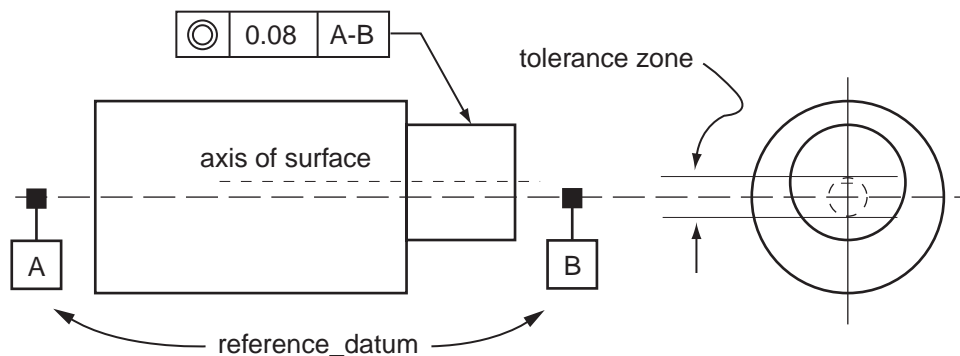 0.08 A-B
tolerance zone
axis of surface
A
B
reference_datum